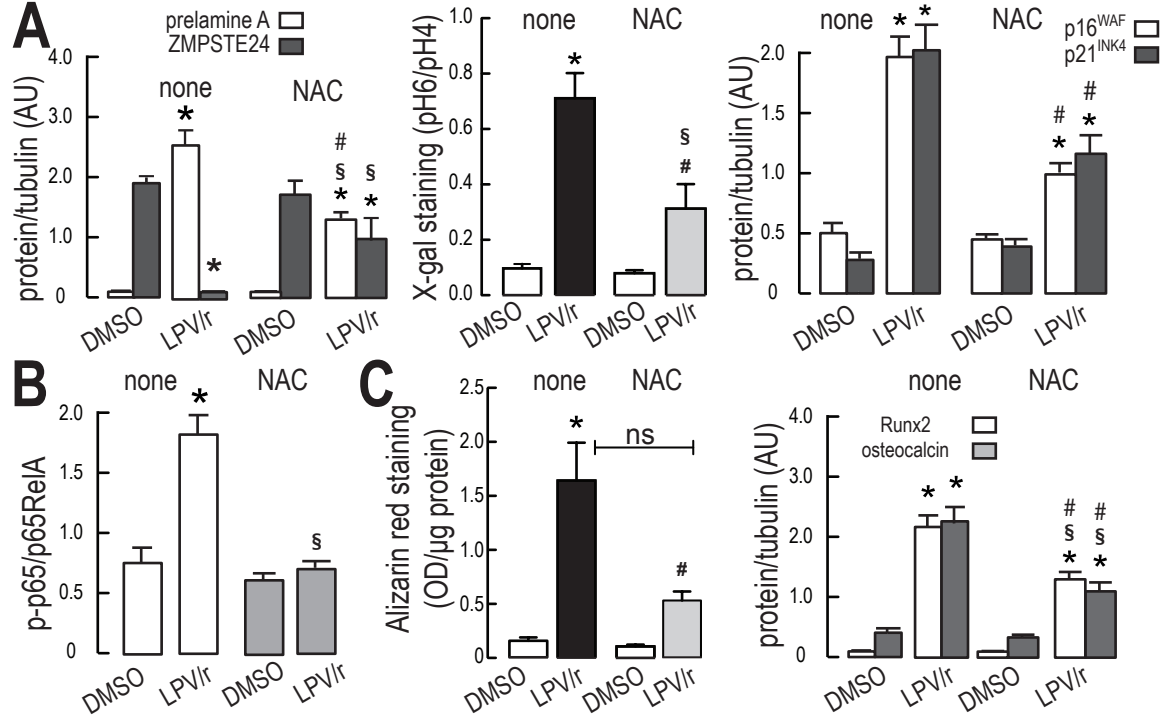 A
prelamine A
ZMPSTE24
none
NAC
protein/tubulin (AU)
4.0
3.0
2.0
1.0
0
*
*
#
§
*
§
*
DMSO
LPV/r
DMSO
LPV/r
none
NAC
X-gal staining (pH6/pH4)
1.0
0.8
0.6
0.4
0.2
0.0
*
§
#
DMSO
LPV/r
DMSO
LPV/r
none
NAC
p16WAF
p21INK4
protein/tubulin (AU)
2.0
1.5
1.0
0.5
0
*
*
#
*
#
*
DMSO
LPV/r
DMSO
LPV/r
B
none
NAC
p-p65/p65RelA
2.0
1.5
1.0
0.5
0
*
§
DMSO
LPV/r
DMSO
LPV/r
C
none
NAC
Alizarin red staining
(OD/µg protein)
2.5
2.0
1.5
1.0
0.5
0
*
ns
#
DMSO
LPV/r
DMSO
LPV/r
none
NAC
Runx2
osteocalcin
protein/tubulin (AU)
4.0
3.0
2.0
1.0
0
*
*
#
§
*
#
§
*
DMSO
LPV/r
DMSO
LPV/r